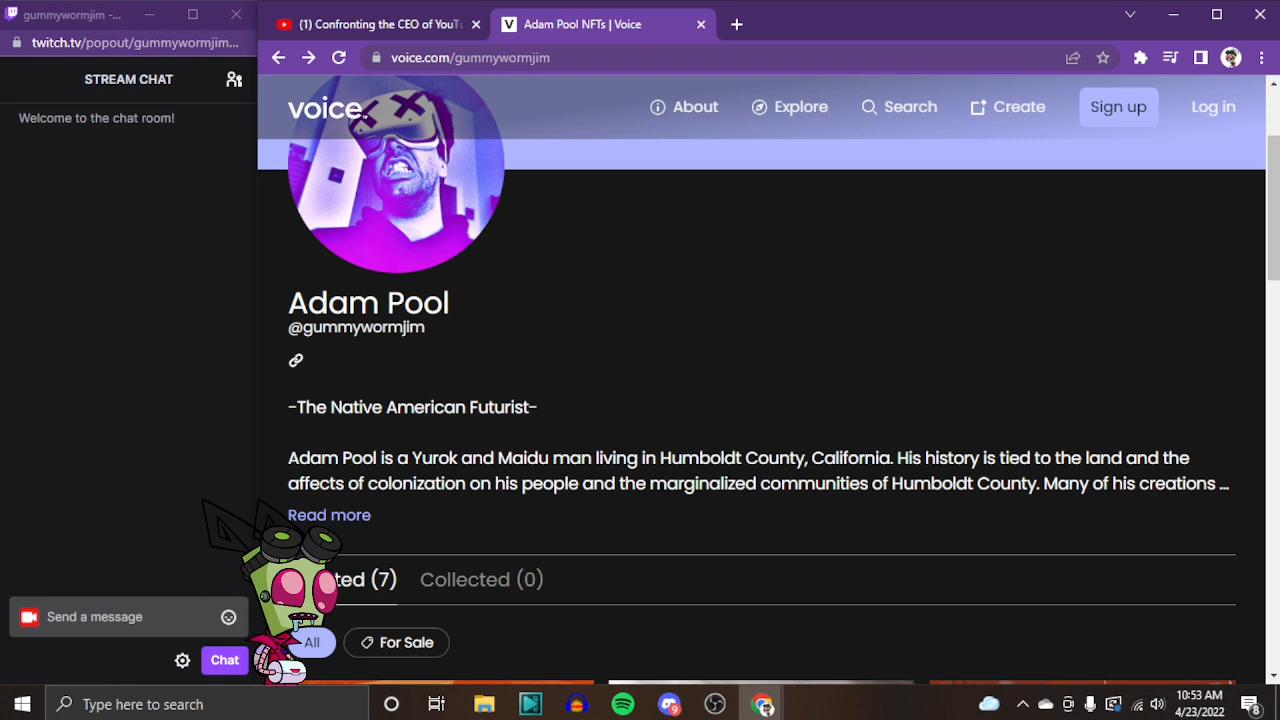 gummywormjim -...
twitch.tv/popout/gummywormjim...
STREAM CHAT
Welcome to the chat room!
Send a message
Chat
(1) Confronting the CEO of YouTu
V Adam Pool NFTs | Voice
voice.com/gummywormjim
voice
About
Explore
Search
Create
Sign up
Log in
Adam Pool
@gummywormjim
-The Native American Futurist-
Adam Pool is a Yurok and Maidu man living in Humboldt County, California. His history is tied to the land and the
affects of colonization on his people and the marginalized communities of Humboldt County. Many of his creations ...
Read more
ted (7)
Collected (0)
All
For Sale
Type here to search
9
10:53 AM
4/23/2022
8